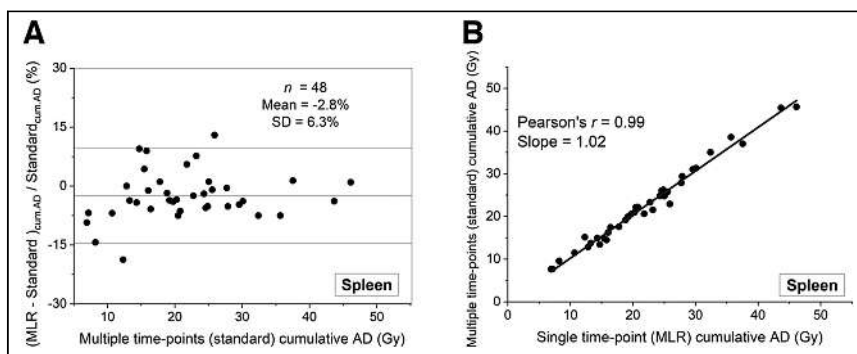 A
(MLR - Standard )cum.AD / Standardcum.AD (%)
30
15
0
-15
-30
n = 48
Mean = -2.8%
SD = 6.3%
Spleen
0
10
20
30
40
50
Multiple time-points (standard) cumulative AD (Gy)
B
Multiple time-points (standard) cumulative AD (Gy)
50
40
30
20
10
0
Pearson's r = 0.99
Slope = 1.02
Spleen
0
10
20
30
40
50
Single time-point (MLR) cumulative AD (Gy)